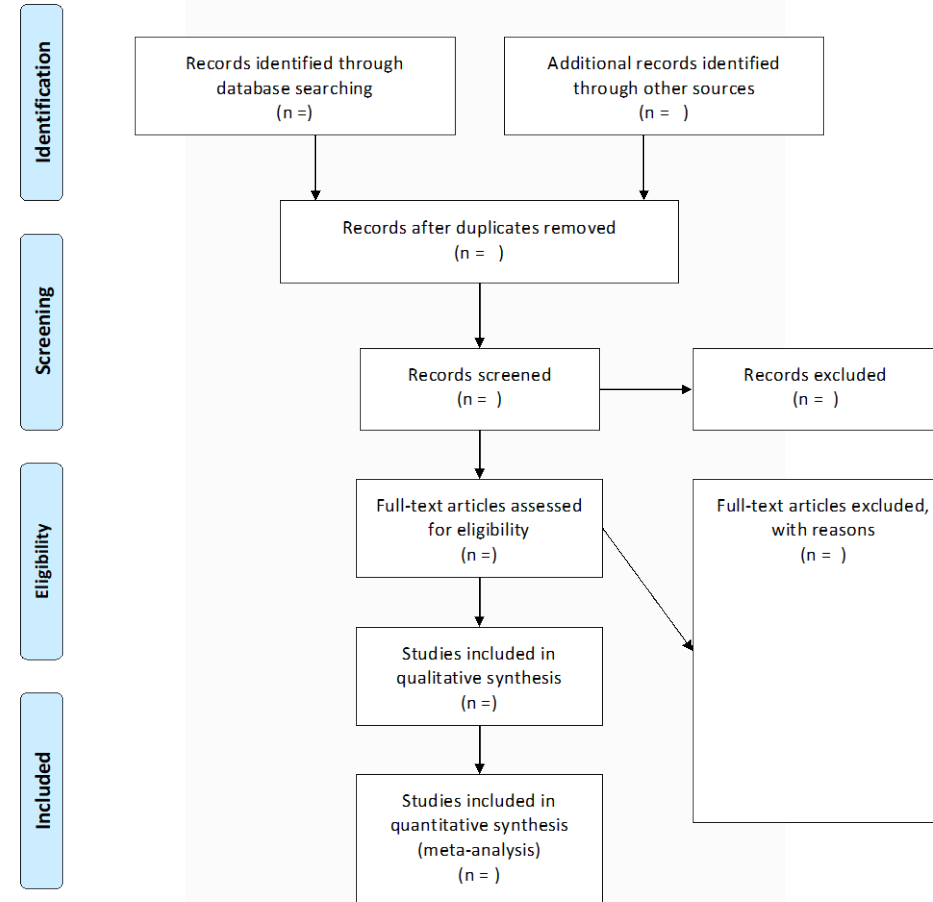 Identification
Records identified through
database searching
(n =)
Additional records identified
through other sources
(n =   )
Records after duplicates removed
(n =   )
Screening
Records screened
(n =  )
Records excluded
(n =  )
Eligibility
Full-text articles assessed
for eligibility
(n =)
Full-text articles excluded,
with reasons
(n =  )
Studies included in
qualitative synthesis
(n =)
Included
Studies included in
quantitative synthesis
(meta-analysis)
(n = )